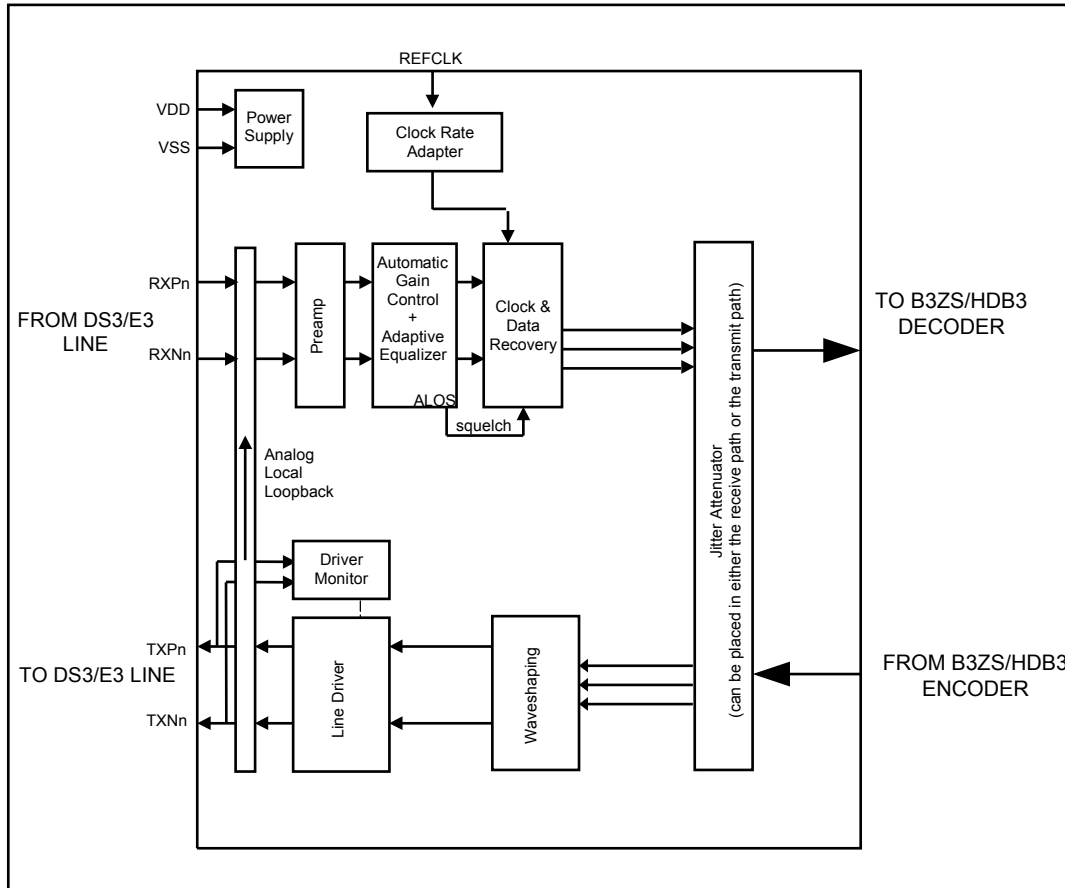 REFCLK
VDD
VSS
Power
Supply
Clock Rate
Adapter
RXPn
RXNn
FROM DS3/E3
LINE
Preamp
Automatic
Gain
Control
+
Adaptive
Equalizer
ALOS
squelch
Clock &
Data
Recovery
Jitter Attenuator
(can be placed in either the receive path or the transmit path)
TO B3ZS/HDB3
DECODER
Analog
Local
Loopback
Driver
Monitor
TXPn
TO DS3/E3 LINE
TXNn
Line Driver
Waveshaping
FROM B3ZS/HDB3
ENCODER